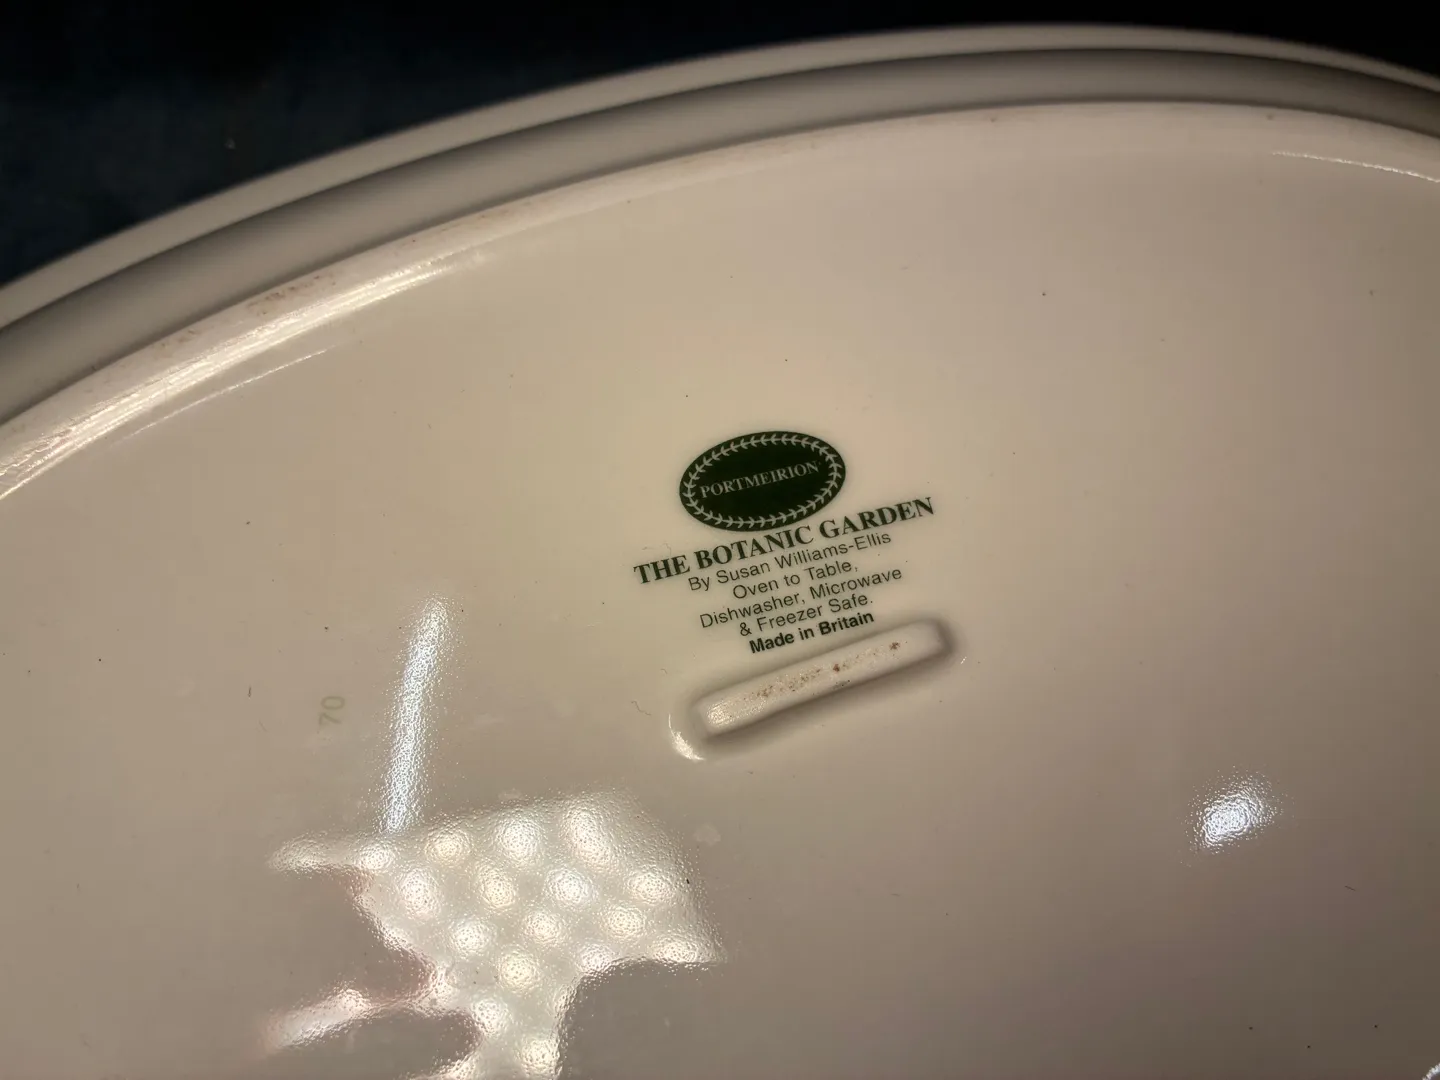 PORTMEIRION
THE BOTANIC GARDEN
By Susan Williams-Ellis
Oven to Table,
Dishwasher, Microwave
& Freezer Safe.
Made in Britain
70